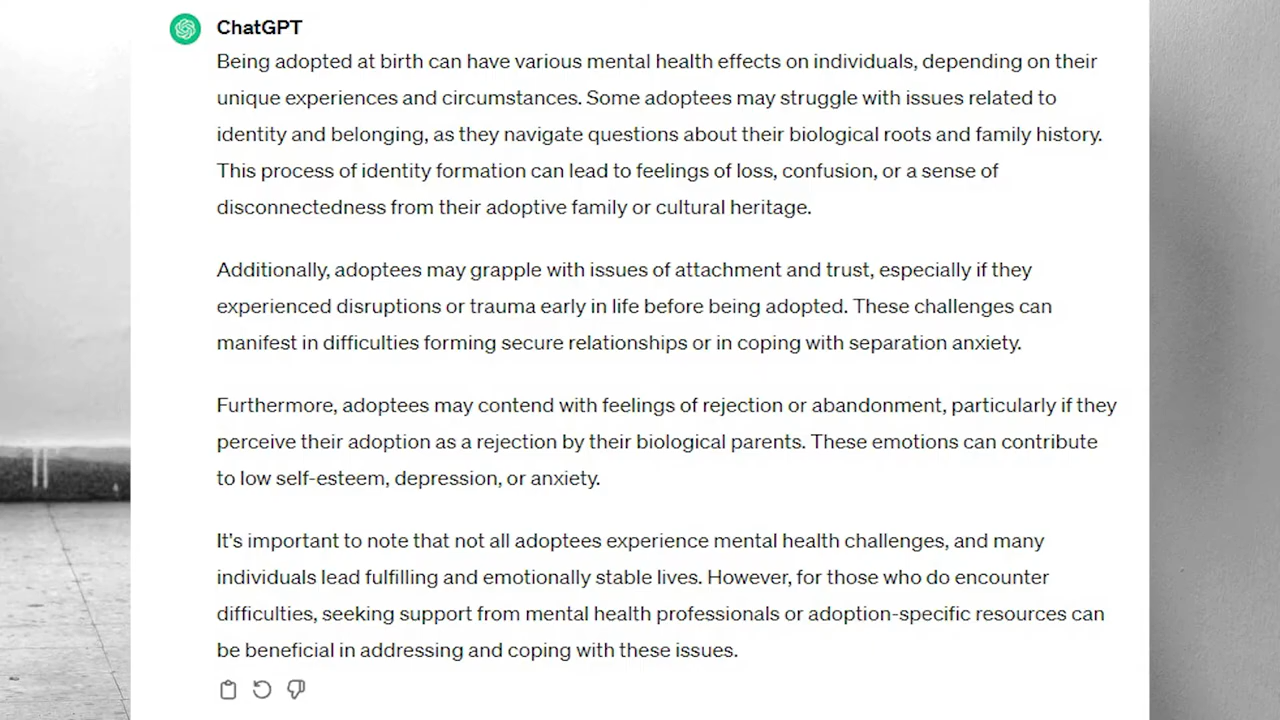 ChatGPT
Being adopted at birth can have various mental health effects on individuals, depending on their
unique experiences and circumstances. Some adoptees may struggle with issues related to
identity and belonging, as they navigate questions about their biological roots and family history.
This process of identity formation can lead to feelings of loss, confusion, or a sense of
disconnectedness from their adoptive family or cultural heritage.
Additionally, adoptees may grapple with issues of attachment and trust, especially if they
experienced disruptions or trauma early in life before being adopted. These challenges can
manifest in difficulties forming secure relationships or in coping with separation anxiety.
Furthermore, adoptees may contend with feelings of rejection or abandonment, particularly if they
perceive their adoption as a rejection by their biological parents. These emotions can contribute
to low self-esteem, depression, or anxiety.
It's important to note that not all adoptees experience mental health challenges, and many
individuals lead fulfilling and emotionally stable lives. However, for those who do encounter
difficulties, seeking support from mental health professionals or adoption-specific resources can
be beneficial in addressing and coping with these issues.